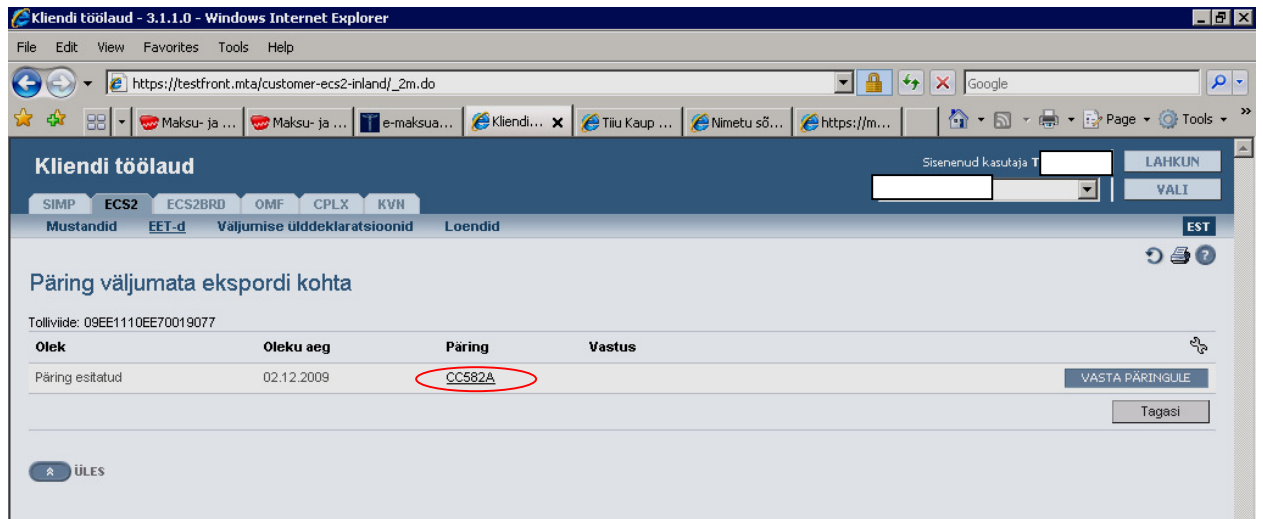 Kliendi töölaud - 3.1.1.0 - Windows Internet Explorer
File Edit View Favorites Tools Help
https://testfront.mta/customer-ecs2-inland/_2m.do Google
Maksu- ja ... Maksu- ja ... e-maksua... Kliendi... Tiiu Kaup ... Nimetu sõ... https://m... Page Tools »
Kliendi töölaud
Sisenenud kasutaja T LAHKUN
VALI
SIMP ECS2 ECS2BRD OMF CPLX KVN
Mustandid EET-d Väljumise ülddeklaratsioonid Loendid EST
Päring väljumata ekspordi kohta
Tolliviide: 09EE1110EE70019077
Olek Oleku aeg Päring Vastus
Päring esitatud 02.12.2009 CC582A VASTA PÄRINGULE
Tagasi
ÜLES